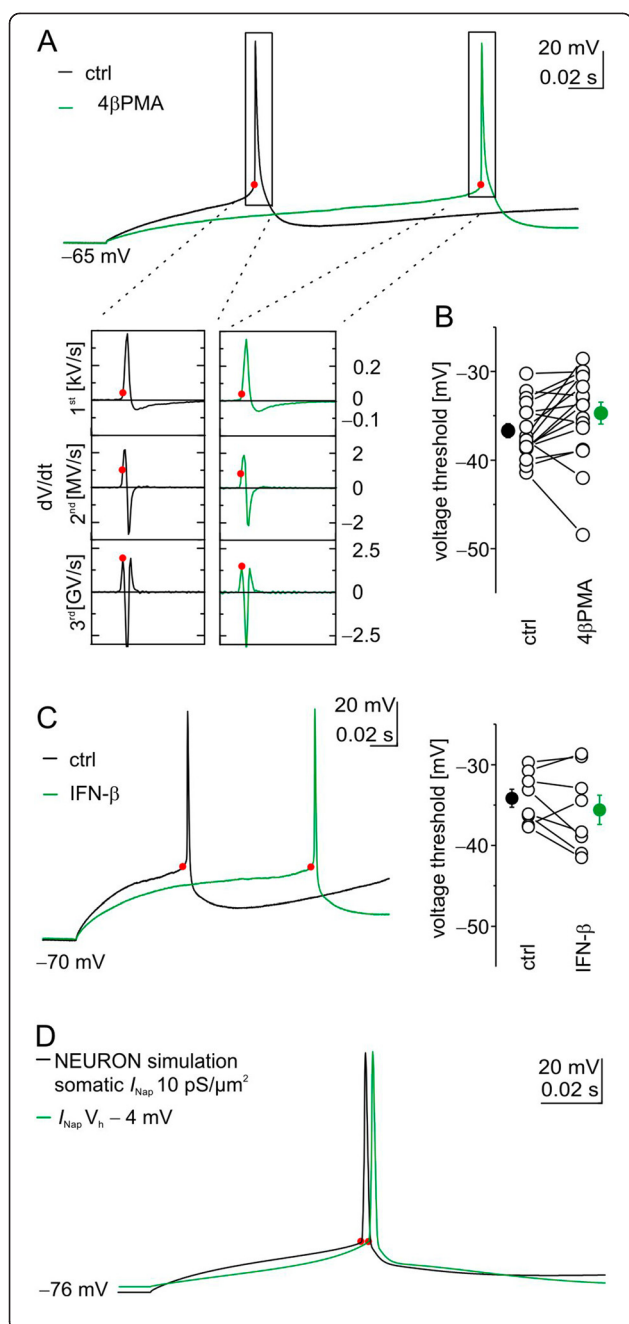 A
ctrl
4βPMA
20 mV
0.02 s
−65 mV
dV/dt
1st [kV/s]
0.2
0
−0.1
2nd [MV/s]
2
0
−2
3rd[GV/s]
2.5
0
−2.5
B
voltage threshold [mV]
−30
−40
−50
ctrl
4βPMA
C
ctrl
IFN-β
20 mV
0.02 s
−70 mV
voltage threshold [mV]
−30
−40
−50
ctrl
IFN-β
D
NEURON simulation
somatic INap 10 pS/µm²
INap Vh − 4 mV
20 mV
0.02 s
−76 mV